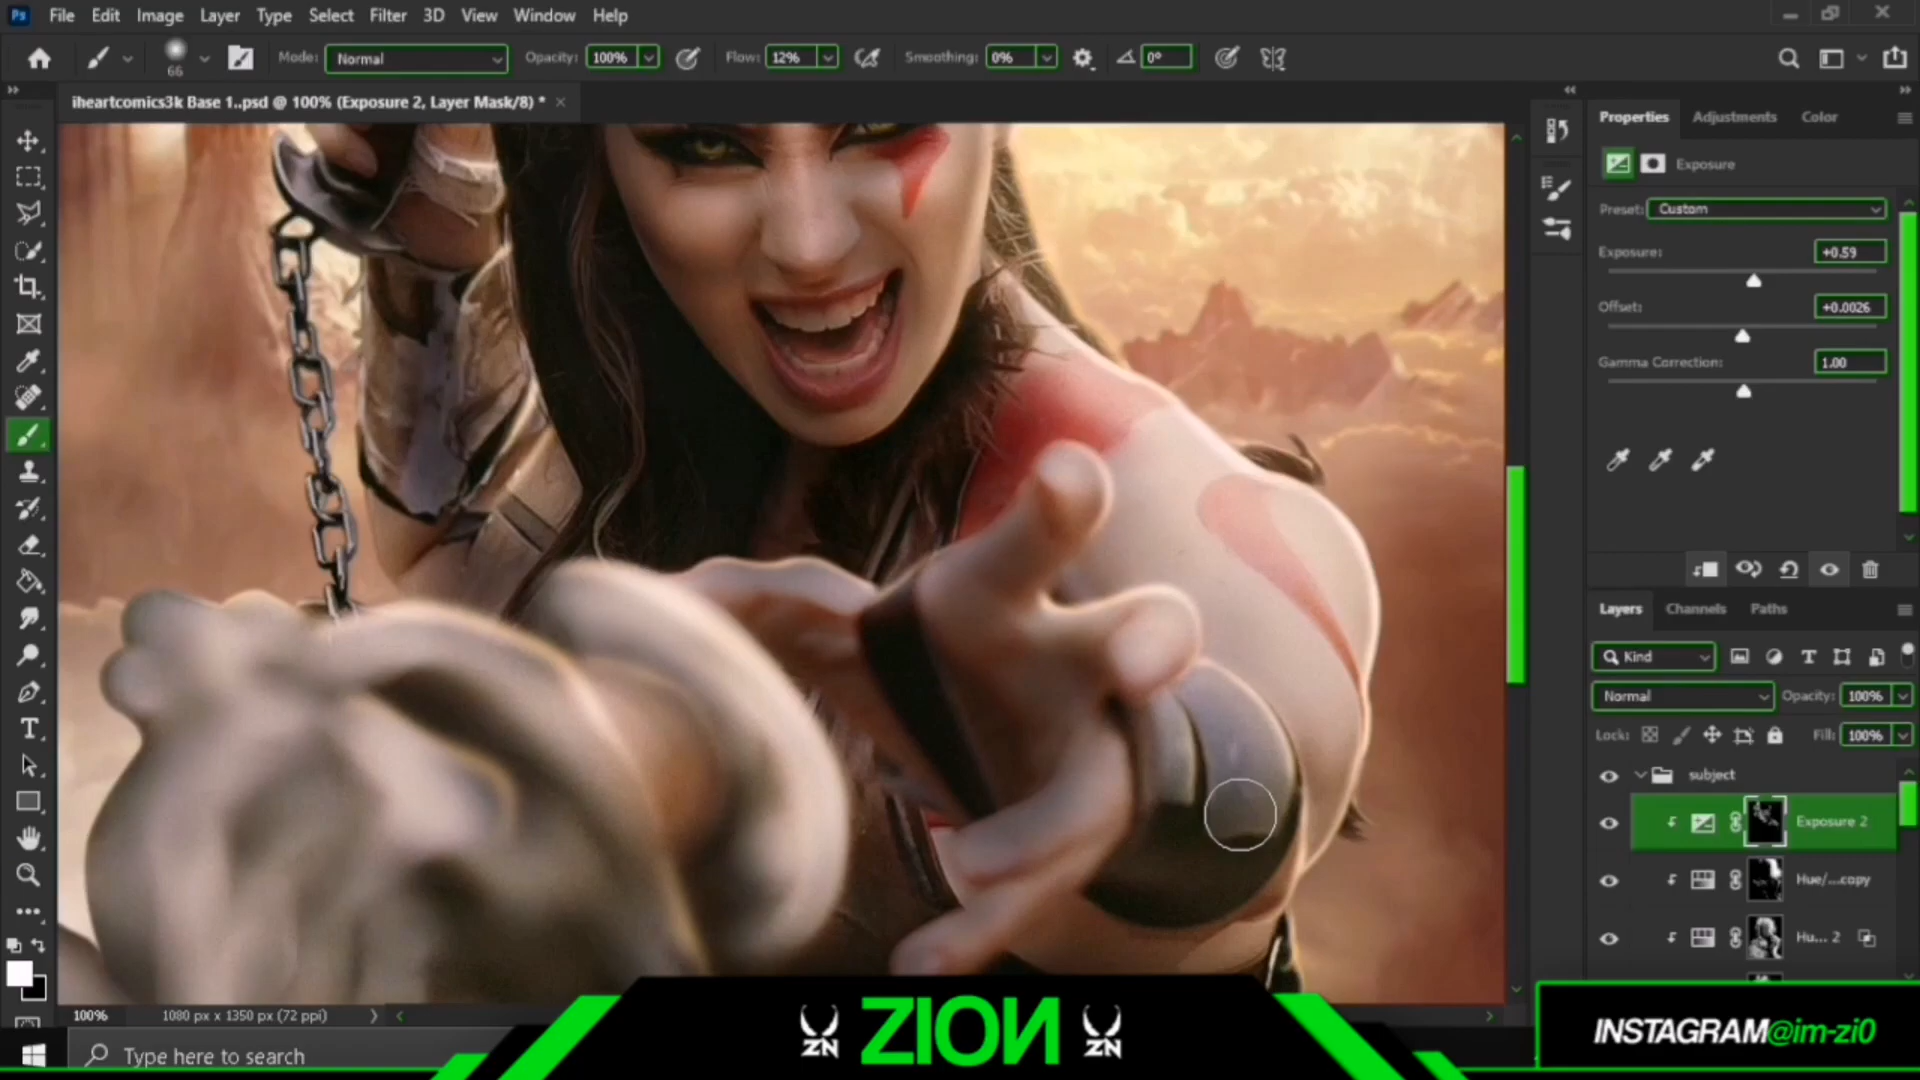 Ps File Edit Image Layer Type Select Filter 3D View Window Help
66 Mode: Normal Opacity: 100% Flow: 12% Smoothing: 0% 0°
iheartcomics3k Base 1..psd @ 100% (Exposure 2, Layer Mask/8) * ×
Properties Adjustments Color
Exposure
Preset: Custom
Exposure: +0.59
Offset: +0.0026
Gamma Correction: 1.00
Layers Channels Paths
Kind
Normal Opacity: 100%
Lock: Fill: 100%
subject
Exposure 2
Hue/...copy
Hu... 2
100% 1080 px x 1350 px (72 ppi)
Type here to search
ZN ZION ZN
INSTAGRAM@im-zi0